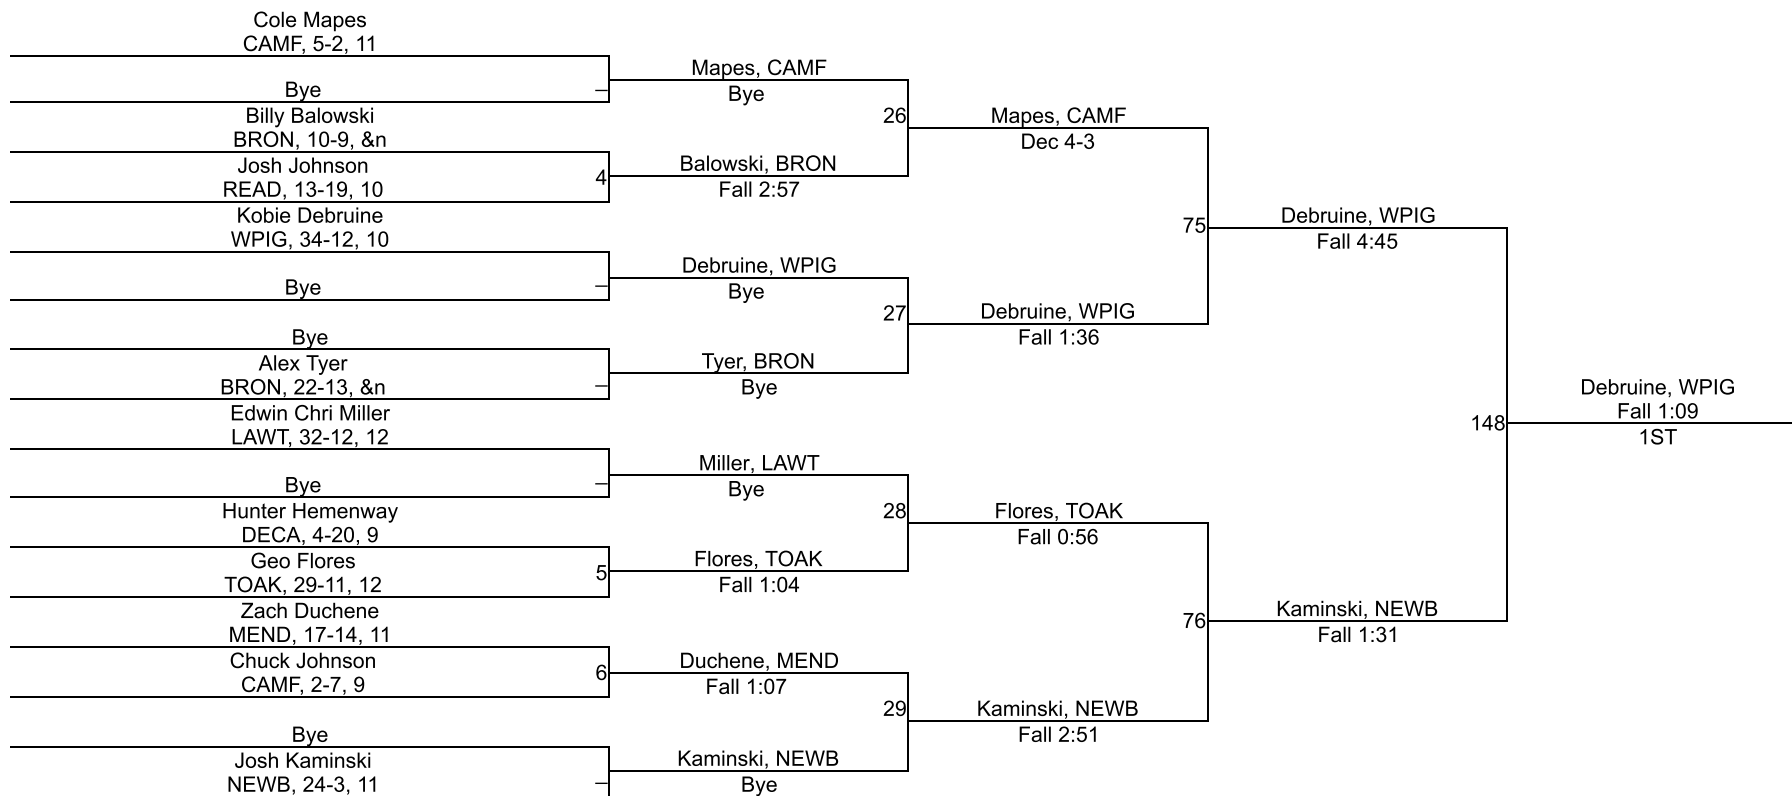 Cole Mapes
CAMF, 5-2, 11
Bye
Billy Balowski
BRON, 10-9, &n
Josh Johnson
READ, 13-19, 10
Kobie Debruine
WPIG, 34-12, 10
Bye
Bye
Alex Tyer
BRON, 22-13, &n
Edwin Chri Miller
LAWT, 32-12, 12
Bye
Hunter Hemenway
DECA, 4-20, 9
Geo Flores
TOAK, 29-11, 12
Zach Duchene
MEND, 17-14, 11
Chuck Johnson
CAMF, 2-7, 9
Bye
Josh Kaminski
NEWB, 24-3, 11
–
4
–
–
–
5
6
–
Mapes, CAMF
Bye
Balowski, BRON
Fall 2:57
Debruine, WPIG
Bye
Tyer, BRON
Bye
Miller, LAWT
Bye
Flores, TOAK
Fall 1:04
Duchene, MEND
Fall 1:07
Kaminski, NEWB
Bye
26
27
28
29
Mapes, CAMF
Dec 4-3
Debruine, WPIG
Fall 1:36
Flores, TOAK
Fall 0:56
Kaminski, NEWB
Fall 2:51
75
76
Debruine, WPIG
Fall 4:45
Kaminski, NEWB
Fall 1:31
148
Debruine, WPIG
Fall 1:09
1ST